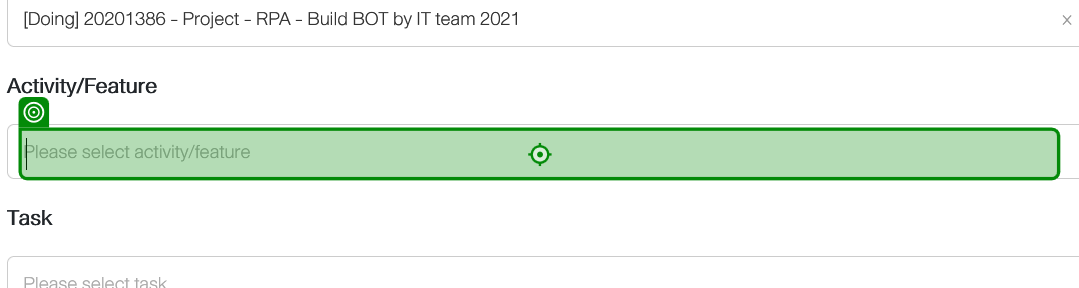 [Doing] 20201386 - Project - RPA - Build BOT by IT team 2021
Activity/Feature
Please select activity/feature
Task
Please select task